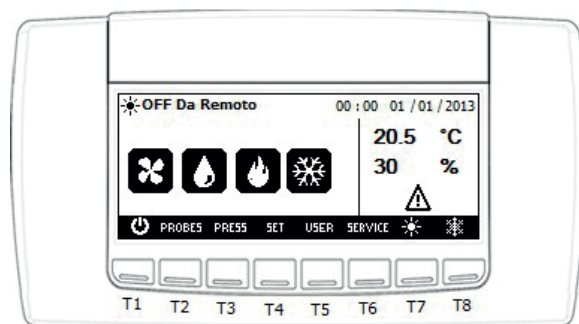 OFF Da Remoto 00 : 00 01 / 01 / 2013
20.5 °C
30 %
PROBES PRESS SET USER SERVICE
T1 T2 T3 T4 T5 T6 T7 T8